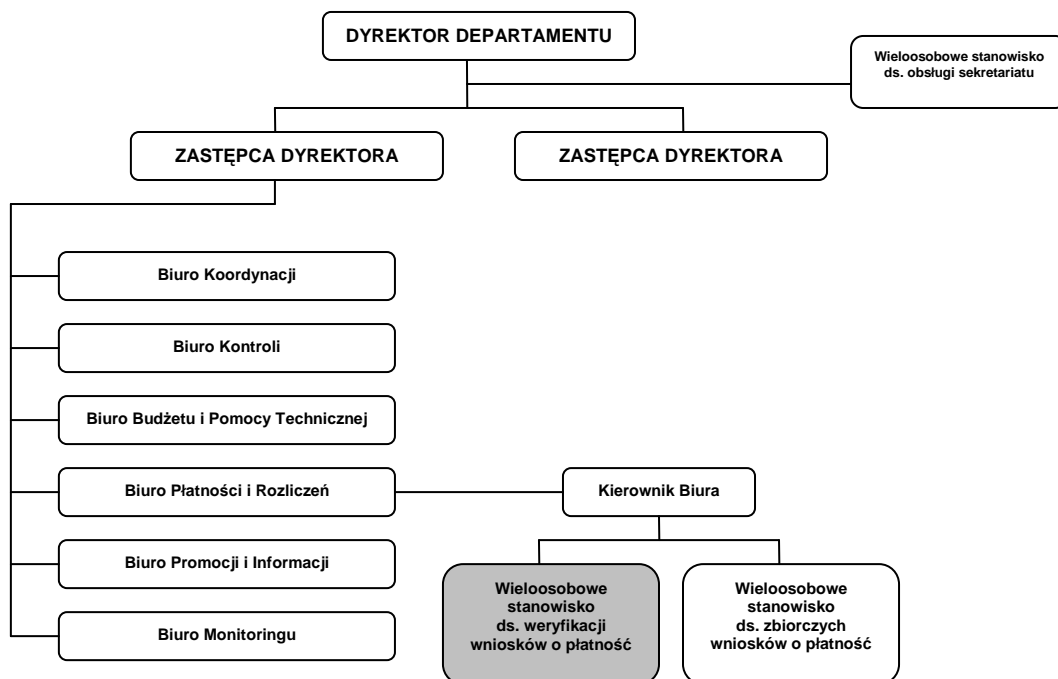 DYREKTOR DEPARTAMENTU
Wieloosobowe stanowisko
ds. obsługi sekretariatu
ZASTĘPCA DYREKTORA
ZASTĘPCA DYREKTORA
Biuro Koordynacji
Biuro Kontroli
Biuro Budżetu i Pomocy Technicznej
Biuro Płatności i Rozliczeń
Kierownik Biura
Biuro Promocji i Informacji
Wieloosobowe
stanowisko
ds. weryfikacji
wniosków o płatność
Wieloosobowe
stanowisko
ds. zbiorczych
wniosków o płatność
Biuro Monitoringu